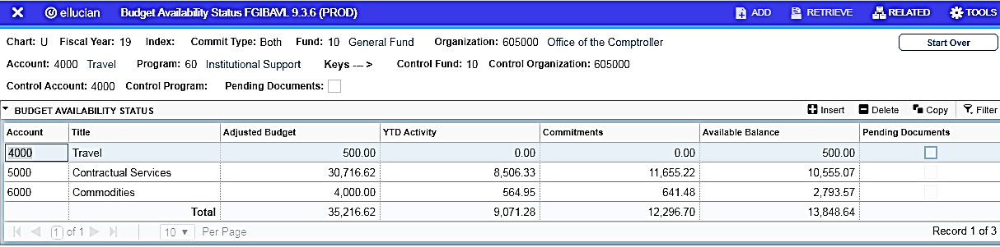 ✕ ellucian Budget Availability Status FGIBAVL 9.3.6 (PROD) ADD RETRIEVE RELATED TOOLS
Chart: U Fiscal Year: 19 Index: Commit Type: Both Fund: 10 General Fund Organization: 605000 Office of the Comptroller Start Over
Account: 4000 Travel Program: 60 Institutional Support Keys --- > Control Fund: 10 Control Organization: 605000
Control Account: 4000 Control Program: Pending Documents:
BUDGET AVAILABILITY STATUS Insert Delete Copy Filter
Account Title Adjusted Budget YTD Activity Commitments Available Balance Pending Documents
4000 Travel 500.00 0.00 0.00 500.00
5000 Contractual Services 30,716.62 8,506.33 11,655.22 10,555.07
6000 Commodities 4,000.00 564.95 641.48 2,793.57
Total 35,216.62 9,071.28 12,296.70 13,848.64
1 of 1 10 Per Page Record 1 of 3